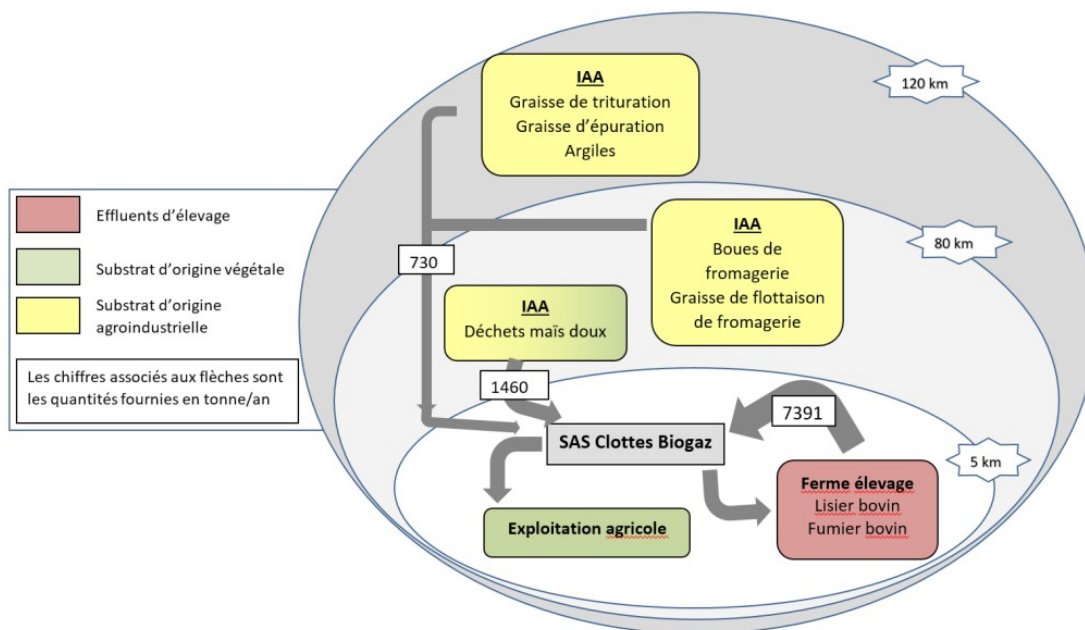 IAA
Graisse de trituration
Graisse d'épuration
Argiles
120 km
IAA
Boues de
fromagerie
Graisse de flottaison
de fromagerie
80 km
Effluents d'élevage
Substrat d'origine végétale
Substrat d'origine
agroindustrielle
Les chiffres associés aux flèches sont
les quantités fournies en tonne/an
730
IAA
Déchets maïs doux
1460
7391
SAS Clottes Biogaz
5 km
Ferme élevage
Lisier bovin
Fumier bovin
Exploitation agricole